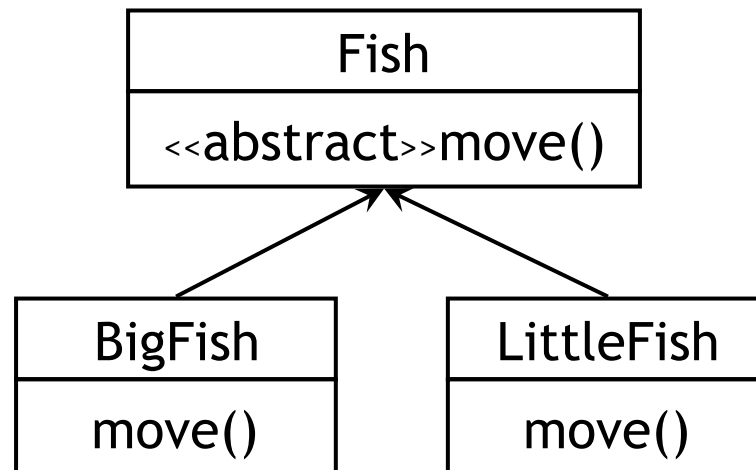 Fish
<<abstract>>move()
BigFish
move()
LittleFish
move()